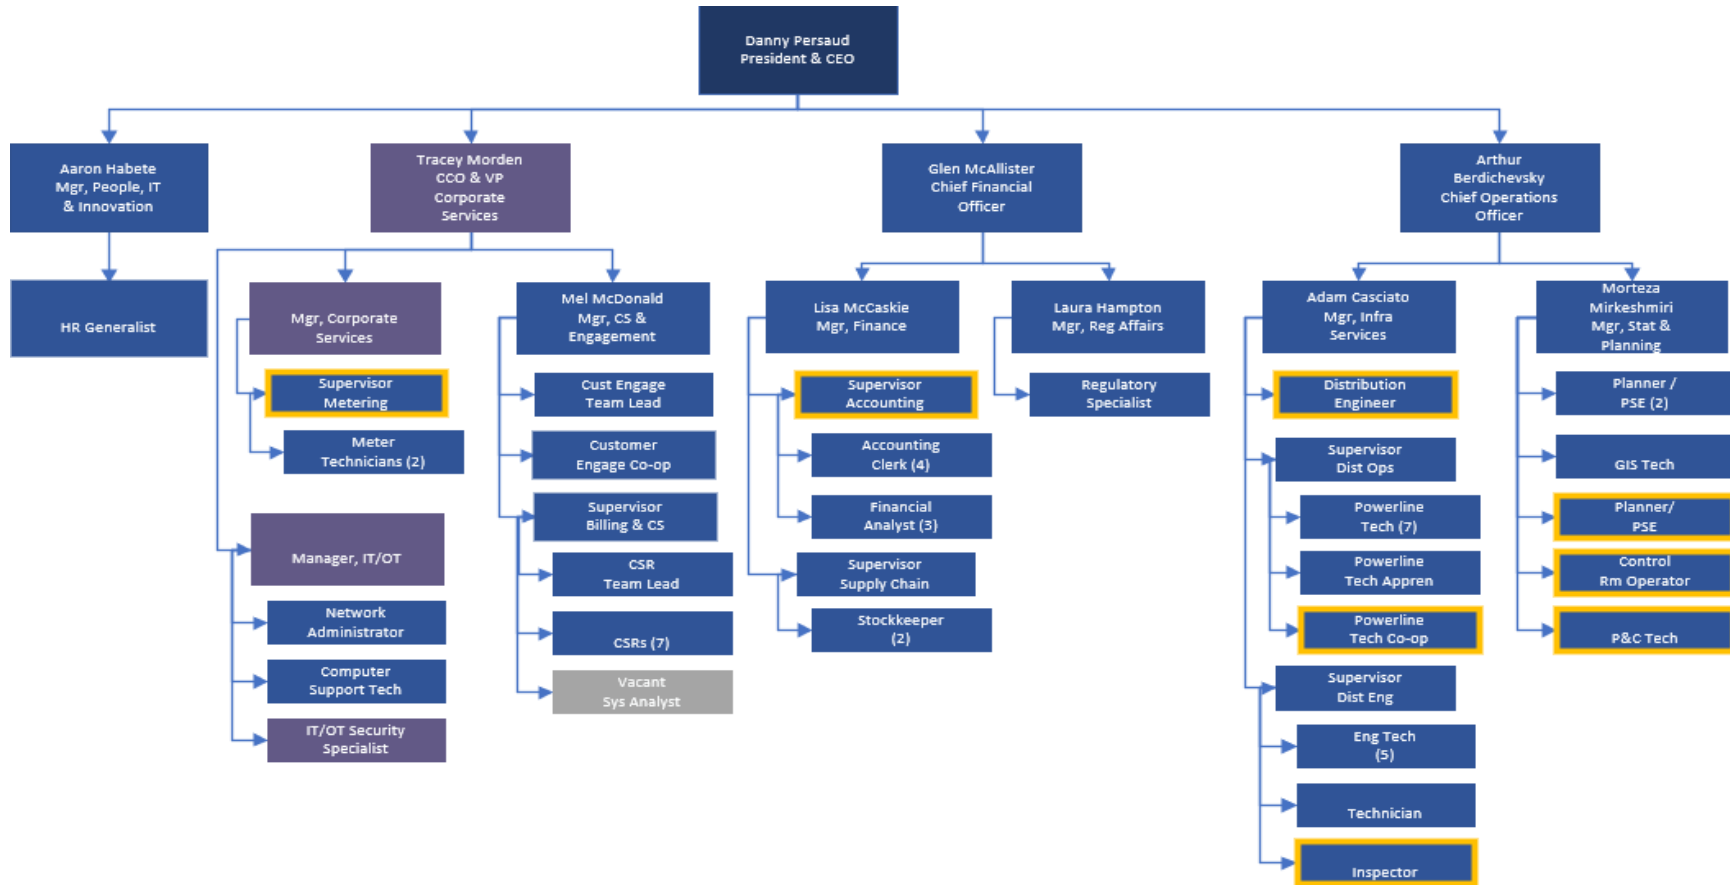 Danny Persaud
President & CEO
Aaron Habete
Mgr, People, IT
& Innovation
HR Generalist
Tracey Morden
CCO & VP
Corporate
Services
Mgr, Corporate
Services
Supervisor
Metering
Meter
Technicians (2)
Manager, IT/OT
Network
Administrator
Computer
Support Tech
IT/OT Security
Specialist
Mel McDonald
Mgr, CS &
Engagement
Cust Engage
Team Lead
Customer
Engage Co-op
Supervisor
Billing & CS
CSR
Team Lead
CSRs (7)
Vacant
Sys Analyst
Glen McAllister
Chief Financial
Officer
Lisa McCaskie
Mgr, Finance
Supervisor
Accounting
Accounting
Clerk (4)
Financial
Analyst (3)
Supervisor
Supply Chain
Stockkeeper
(2)
Laura Hampton
Mgr, Reg Affairs
Regulatory
Specialist
Arthur
Berdichevsky
Chief Operations
Officer
Adam Casciato
Mgr, Infra
Services
Distribution
Engineer
Supervisor
Dist Ops
Powerline
Tech (7)
Powerline
Tech Appren
Powerline
Tech Co-op
Supervisor
Dist Eng
Eng Tech
(5)
Technician
Inspector
Morteza
Mirkeshmiri
Mgr, Stat &
Planning
Planner /
PSE (2)
GIS Tech
Planner/
PSE
Control
Rm Operator
P&C Tech